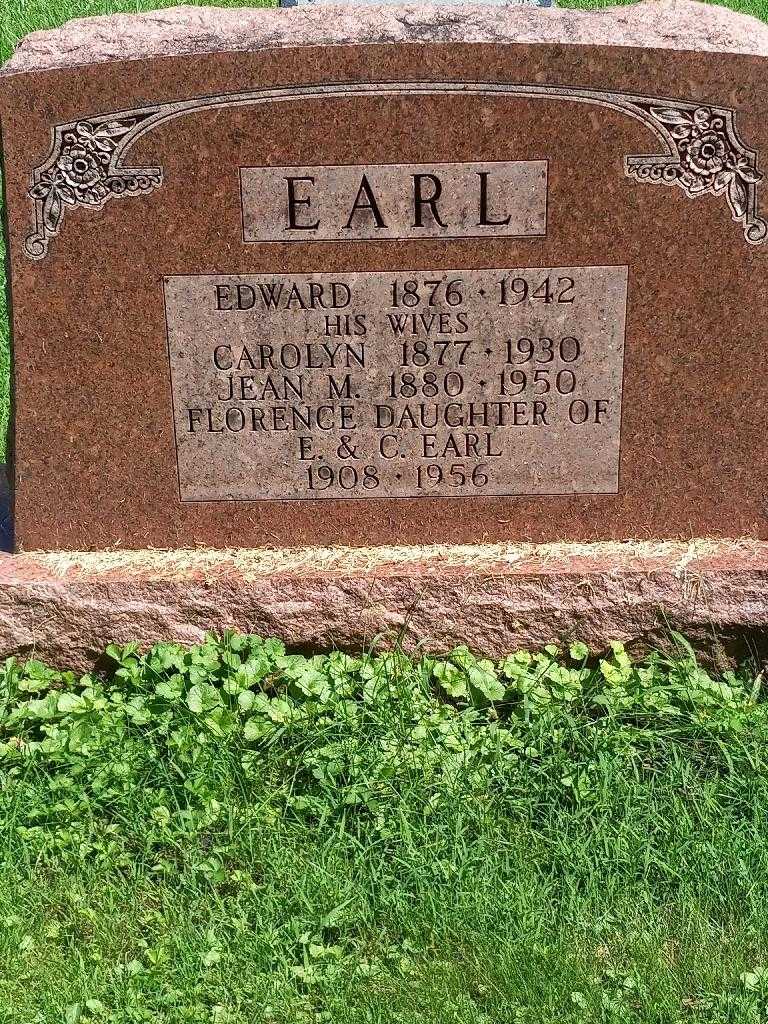 EARL
EDWARD 1876 · 1942
HIS WIVES
CAROLYN 1877 · 1930
JEAN M. 1880 · 1950
FLORENCE DAUGHTER OF
E. & C. EARL
1908 · 1956